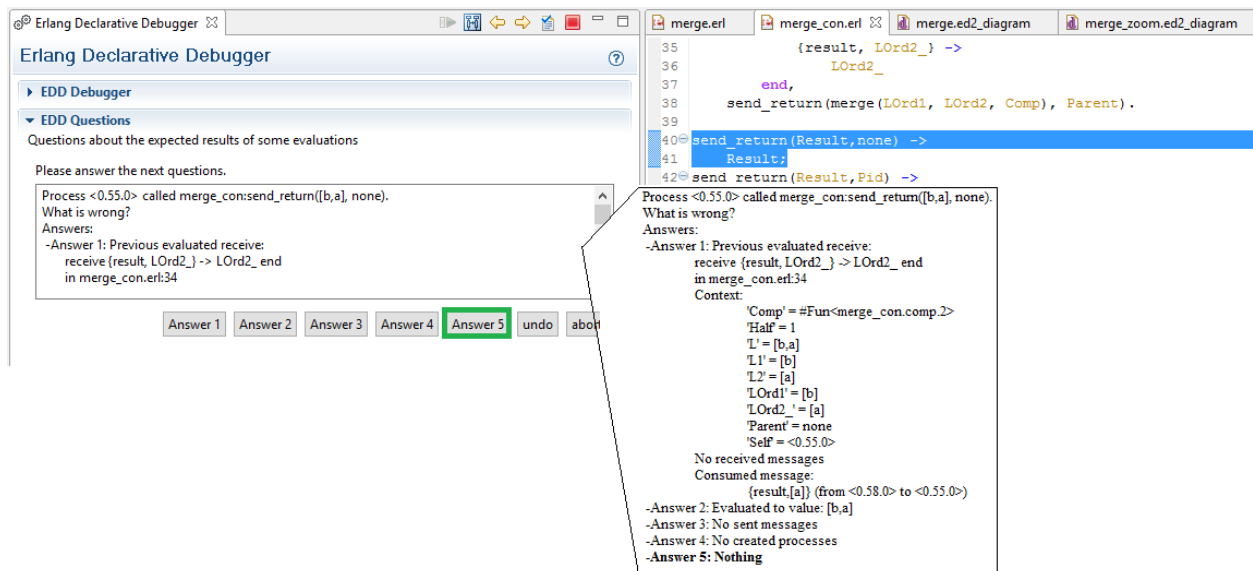 Erlang Declarative Debugger
Erlang Declarative Debugger
EDD Debugger
EDD Questions
Questions about the expected results of some evaluations
Please answer the next questions.
Process <0.55.0> called merge_con:send_return([b,a], none).
What is wrong?
Answers:
-Answer 1: Previous evaluated receive:
receive {result, LOrd2_} -> LOrd2_ end
in merge_con.erl:34
Answer 1 Answer 2 Answer 3 Answer 4 Answer 5 undo abort
merge.erl merge_con.erl merge.ed2_diagram merge_zoom.ed2_diagram
35 {result, LOrd2_} ->
36 LOrd2_
37 end,
38 send_return(merge(LOrd1, LOrd2, Comp), Parent).
39
40 send_return(Result,none) ->
41 Result;
42 send_return(Result,Pid) ->
Process <0.55.0> called merge_con:send_return([b,a], none).
What is wrong?
Answers:
-Answer 1: Previous evaluated receive:
receive {result, LOrd2_} -> LOrd2_ end
in merge_con.erl:34
Context:
'Comp' = #Fun<merge_con.comp.2>
'Half' = 1
'L' = [b,a]
'L1' = [b]
'L2' = [a]
'LOrd1' = [b]
'LOrd2_' = [a]
'Parent' = none
'Self' = <0.55.0>
No received messages
Consumed message:
{result,[a]} (from <0.58.0> to <0.55.0>)
-Answer 2: Evaluated to value: [b,a]
-Answer 3: No sent messages
-Answer 4: No created processes
-Answer 5: Nothing